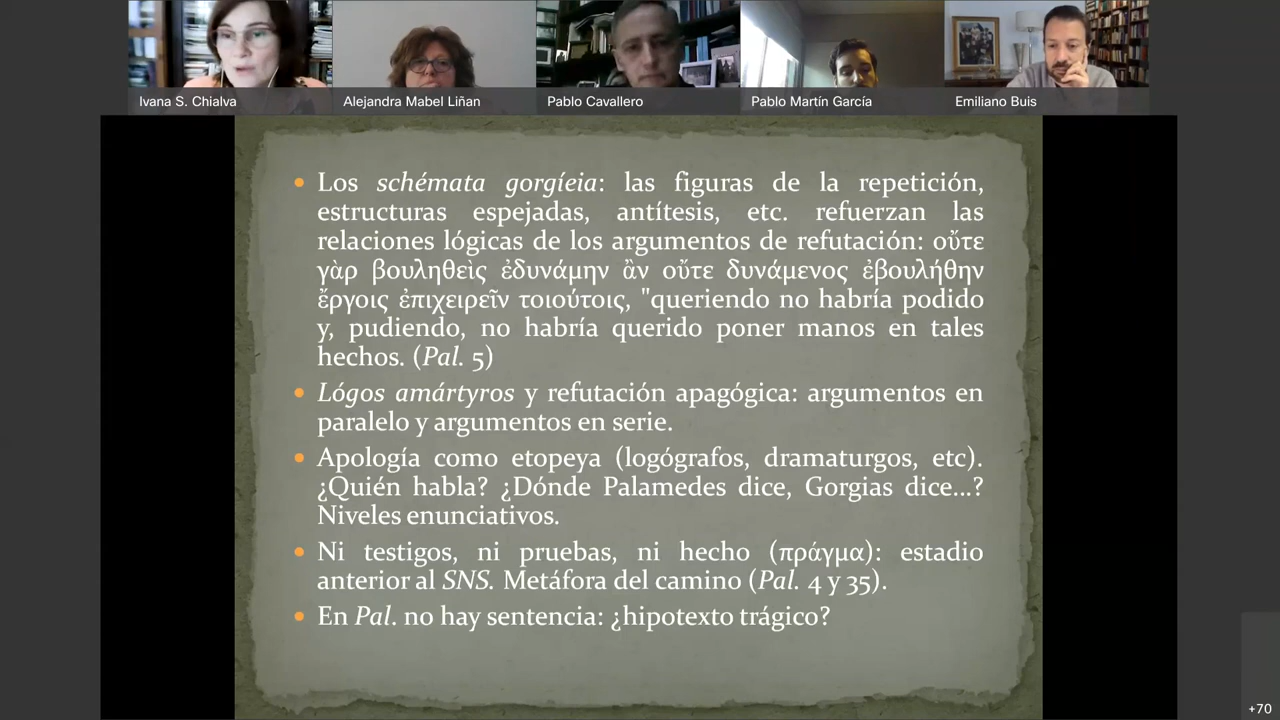 Ivana S. Chialva
Alejandra Mabel Liñan
Pablo Cavallero
Pablo Martín García
Emiliano Buis
• Los schémata gorgíeia: las figuras de la repetición,
estructuras espejadas, antítesis, etc. refuerzan las
relaciones lógicas de los argumentos de refutación: οὔτε
γὰρ βουληθεὶς ἐδυνάμην ἂν οὔτε δυνάμενος ἐβουλήθην
ἔργοις ἐπιχειρεῖν τοιούτοις, "queriendo no habría podido
y, pudiendo, no habría querido poner manos en tales
hechos. (Pal. 5)
• Lógos amártyros y refutación apagógica: argumentos en
paralelo y argumentos en serie.
• Apología como etopeya (logógrafos, dramaturgos, etc).
¿Quién habla? ¿Dónde Palamedes dice, Gorgias dice...?
Niveles enunciativos.
• Ni testigos, ni pruebas, ni hecho (πράγμα): estadio
anterior al SNS. Metáfora del camino (Pal. 4 y 35).
• En Pal. no hay sentencia: ¿hipotexto trágico?
+70